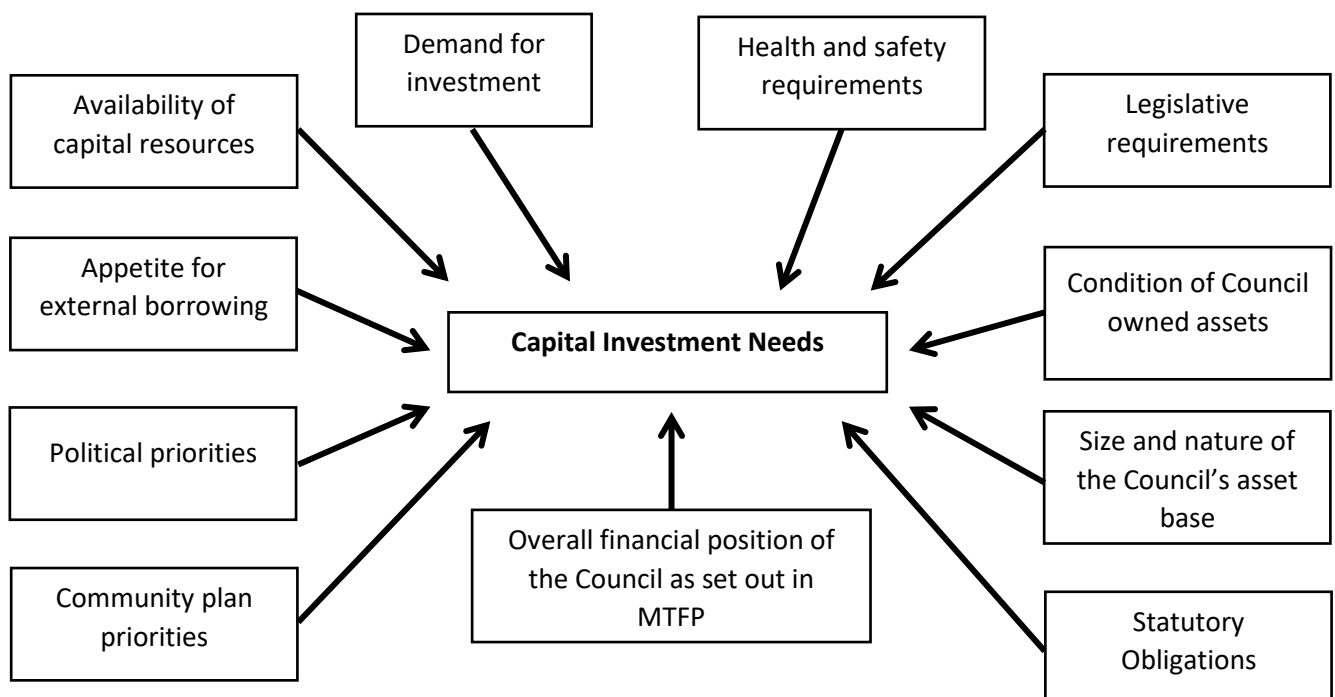 Demand for
investment
Health and safety
requirements
Availability of
capital resources
Legislative
requirements
Appetite for
external borrowing
Condition of Council
owned assets
Capital Investment Needs
Political priorities
Size and nature of
the Council’s asset
base
Overall financial position of
the Council as set out in
MTFP
Community plan
priorities
Statutory
Obligations